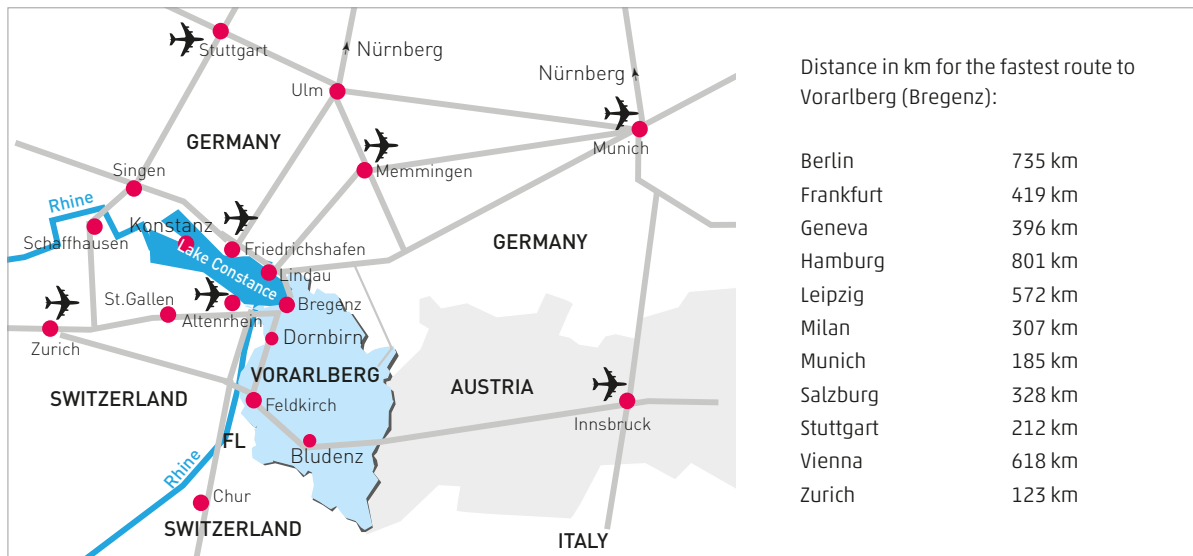 Stuttgart
Nürnberg
Nürnberg
Ulm
Munich
GERMANY
Memmingen
Singen
Rhine
Konstanz
Schaffhausen
Friedrichshafen
GERMANY
Lake Constance
Lindau
St.Gallen
Altenrhein
Bregenz
Zurich
Dornbirn
VORARLBERG
AUSTRIA
SWITZERLAND
Feldkirch
Innsbruck
FL
Bludenz
Rhine
Chur
SWITZERLAND
ITALY
Distance in km for the fastest route to
Vorarlberg (Bregenz):
Berlin 735 km
Frankfurt 419 km
Geneva 396 km
Hamburg 801 km
Leipzig 572 km
Milan 307 km
Munich 185 km
Salzburg 328 km
Stuttgart 212 km
Vienna 618 km
Zurich 123 km